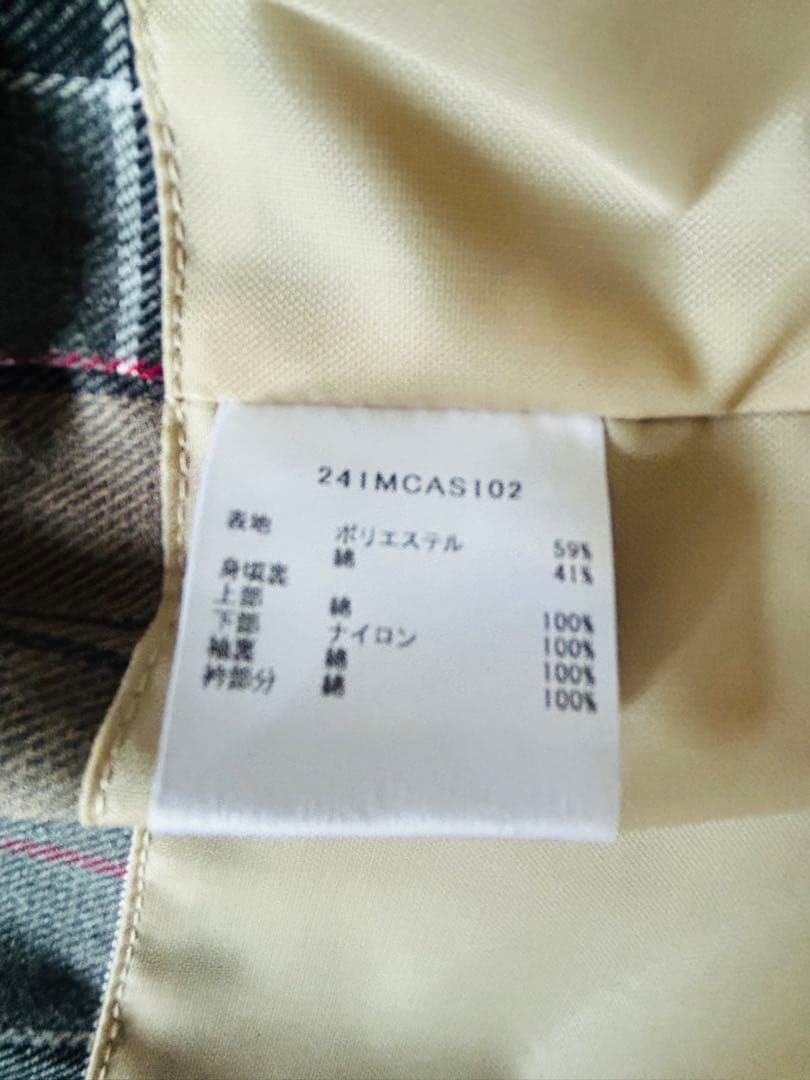 241MCAS102
表地 ポリエステル 59%
綿 41%
身頃裏
上部 綿 100%
下部 ナイロン 100%
袖裏 綿 100%
衿部分 綿 100%